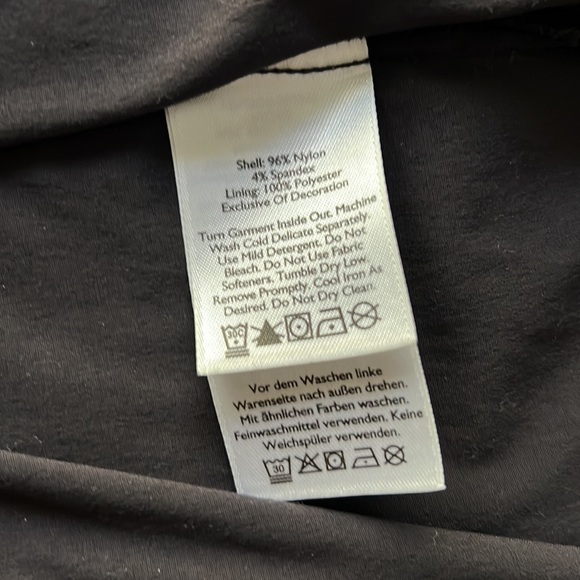 Shell: 96% Nylon
4% Spandex
Lining: 100% Polyester
Exclusive Of Decoration
Turn Garment Inside Out, Machine
Wash Cold Delicate Separately.
Use Mild Detergent, Do Not
Bleach. Do Not Use Fabric
Softeners, Tumble Dry Low.
Remove Promptly, Cool Iron As
Desired. Do Not Dry Clean.
30C
Vor dem Waschen linke
Warenseite nach außen drehen.
Mit ähnlichen Farben waschen.
Feinwaschmittel verwenden. Keine
Weichspüler verwenden.
30